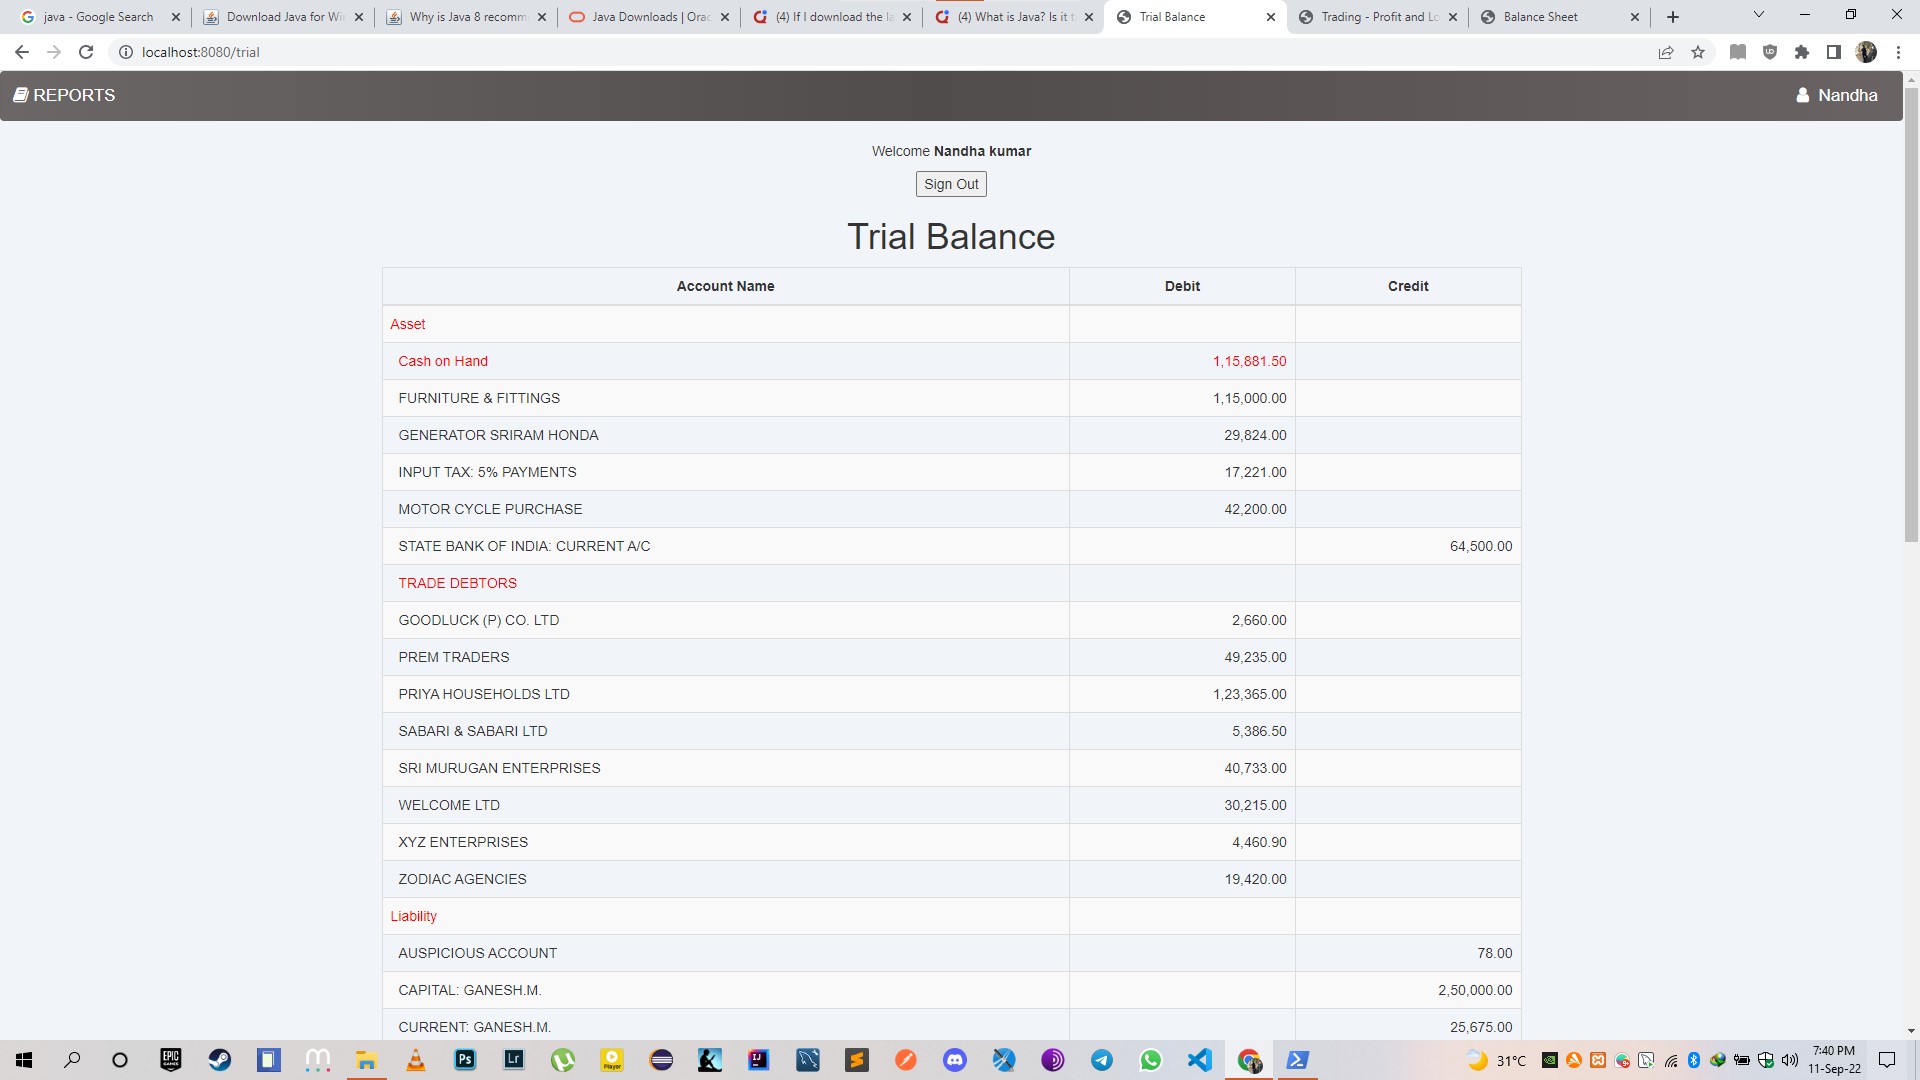 java - Google Search
Download Java for Wi
Why is Java 8 recomm
Java Downloads | Orac
(4) If I download the la
(4) What is Java? Is it t
Trial Balance
Trading - Profit and Lo
Balance Sheet
localhost:8080/trial
REPORTS
Nandha
Welcome Nandha kumar
Sign Out
Trial Balance
Account Name Debit Credit
Asset
Cash on Hand 1,15,881.50
FURNITURE & FITTINGS 1,15,000.00
GENERATOR SRIRAM HONDA 29,824.00
INPUT TAX: 5% PAYMENTS 17,221.00
MOTOR CYCLE PURCHASE 42,200.00
STATE BANK OF INDIA: CURRENT A/C 64,500.00
TRADE DEBTORS
GOODLUCK (P) CO. LTD 2,660.00
PREM TRADERS 49,235.00
PRIYA HOUSEHOLDS LTD 1,23,365.00
SABARI & SABARI LTD 5,386.50
SRI MURUGAN ENTERPRISES 40,733.00
WELCOME LTD 30,215.00
XYZ ENTERPRISES 4,460.90
ZODIAC AGENCIES 19,420.00
Liability
AUSPICIOUS ACCOUNT 78.00
CAPITAL: GANESH.M. 2,50,000.00
CURRENT: GANESH.M. 25,675.00
EPIC GAMES
Ps
Lr
Player
IJ
31°C
7:40 PM
11-Sep-22